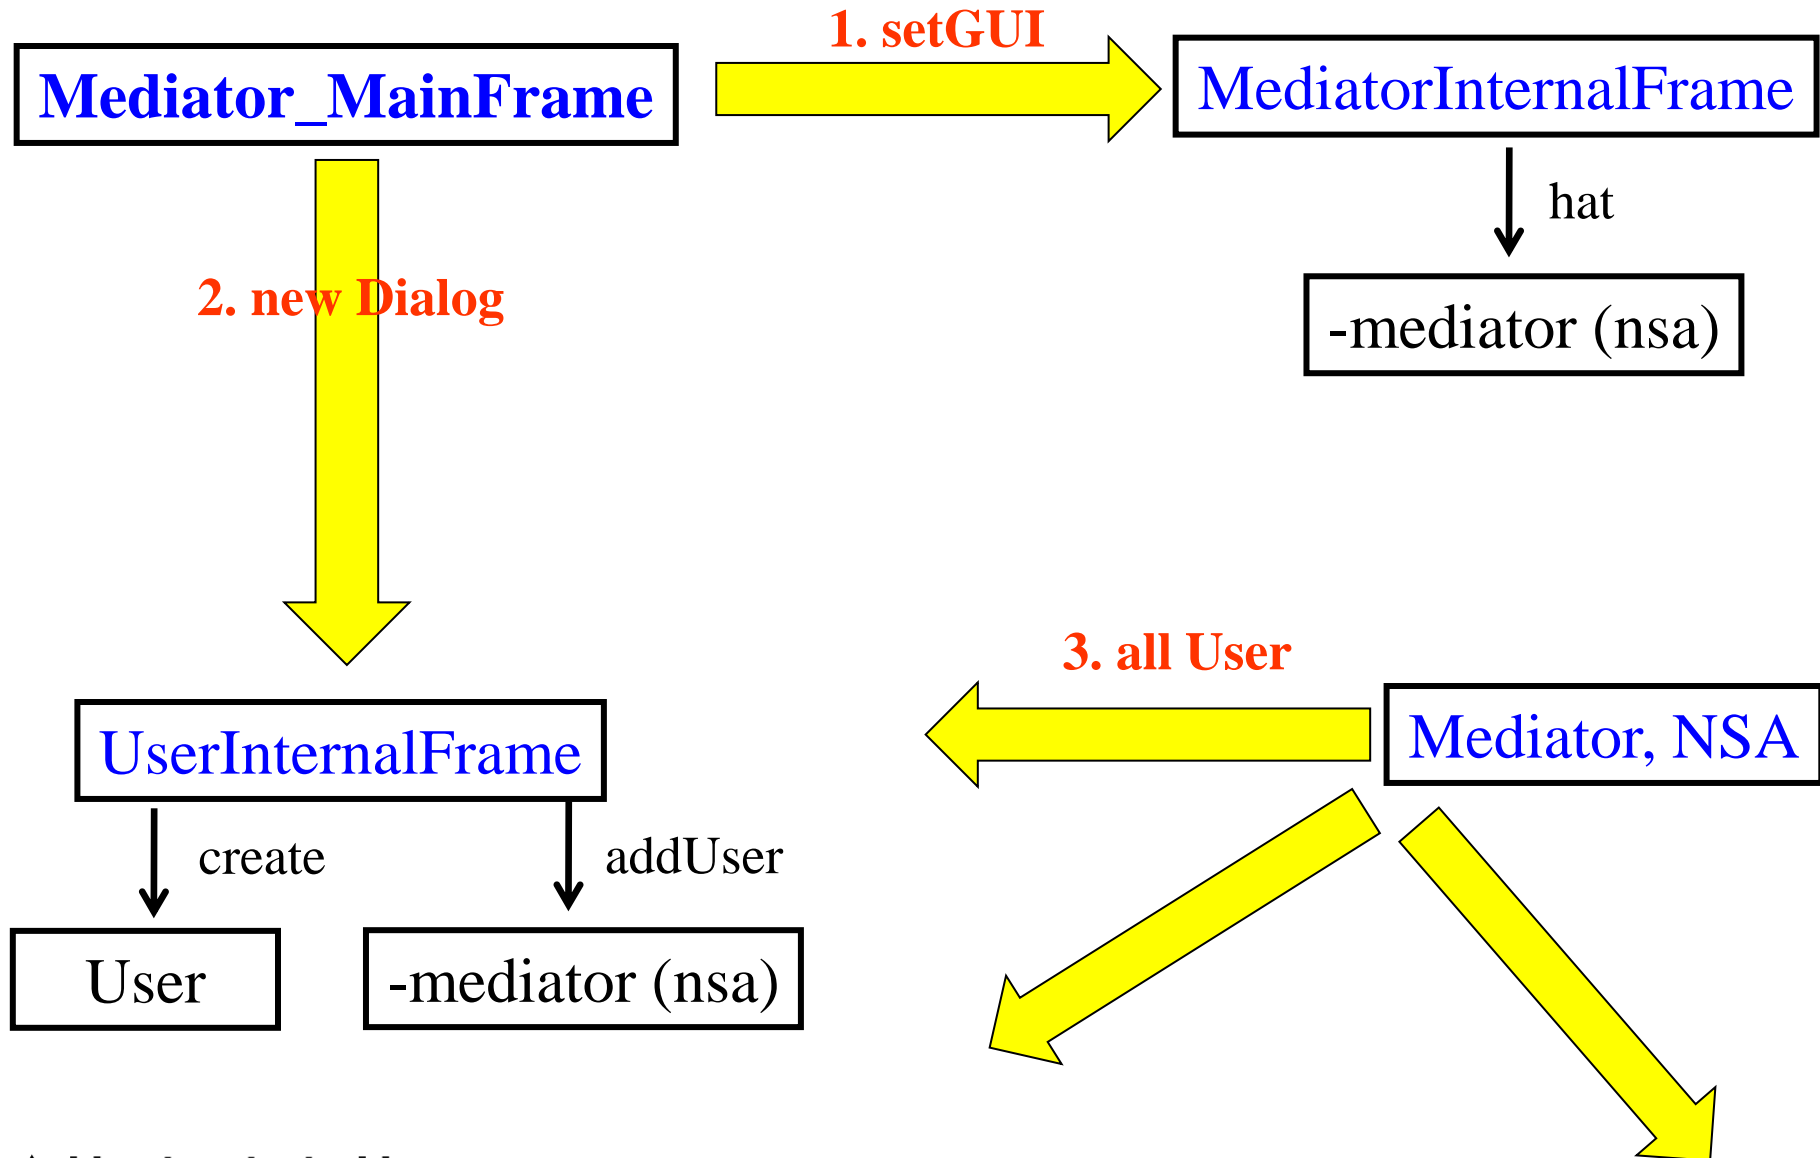 1. setGUI
Mediator_MainFrame
MediatorInternalFrame
hat
-mediator (nsa)
2. new Dialog
3. all User
UserInternalFrame
Mediator, NSA
create
addUser
User
-mediator (nsa)